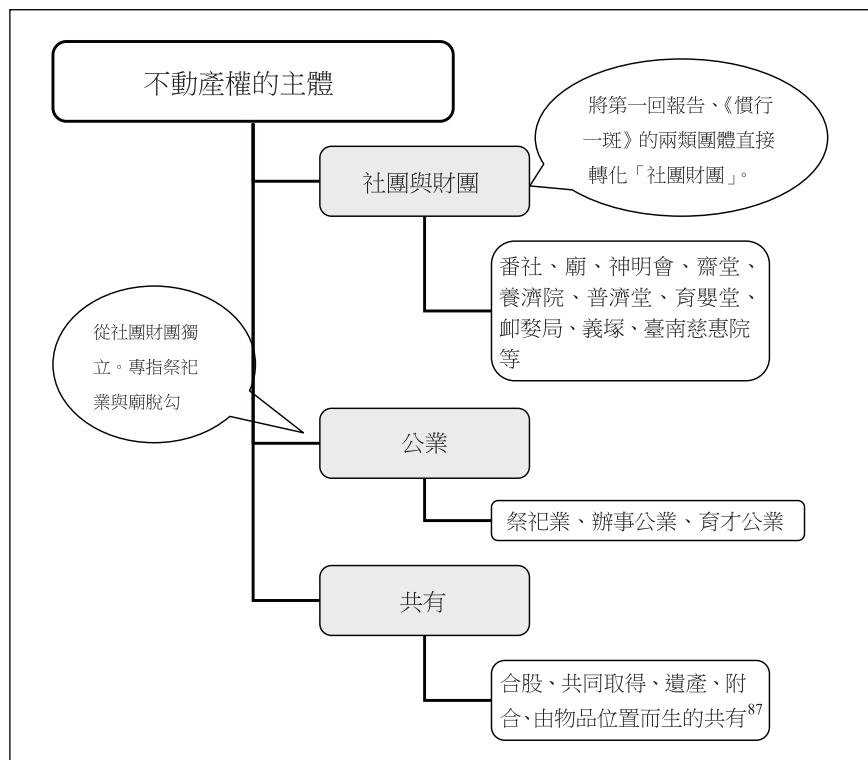 不動產權的主體
將第一回報告、《慣行
一斑》的兩類團體直接
轉化「社團財團」。
社團與財團
番社、廟、神明會、齋堂、
養濟院、普濟堂、育嬰堂、
卹婺局、義塚、臺南慈惠院
等
從社團財團獨
立。專指祭祀
業與廟脫勾
公業
祭祀業、辦事公業、育才公業
共有
合股、共同取得、遺產、附
合、由物品位置而生的共有87